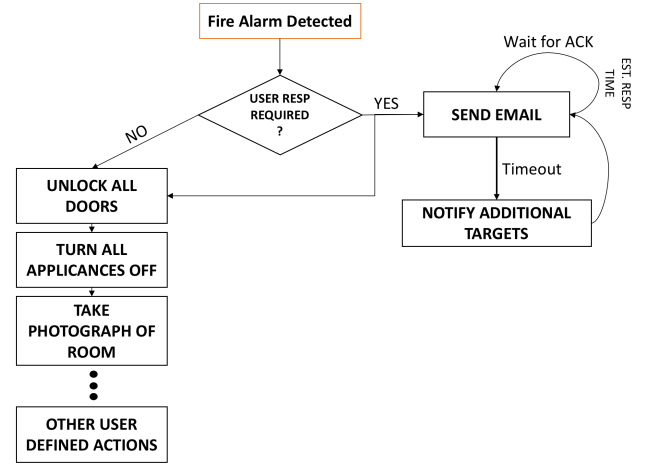 Fire Alarm Detected
Wait for ACK
EST. RESP
TIME
USER RESP
REQUIRED
?
YES
NO
SEND EMAIL
UNLOCK ALL
DOORS
Timeout
NOTIFY ADDITIONAL
TARGETS
TURN ALL
APPLICANCES OFF
TAKE
PHOTOGRAPH OF
ROOM
OTHER USER
DEFINED ACTIONS